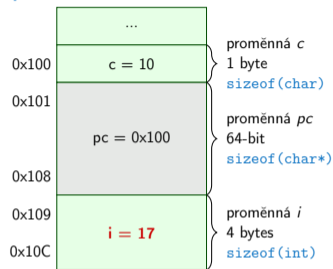 ...
0x100
c = 10
proměnná c
1 byte
sizeof(char)
0x101
pc = 0x100
0x108
proměnná pc
64-bit
sizeof(char*)
0x109
i = 17
0x10C
proměnná i
4 bytes
sizeof(int)